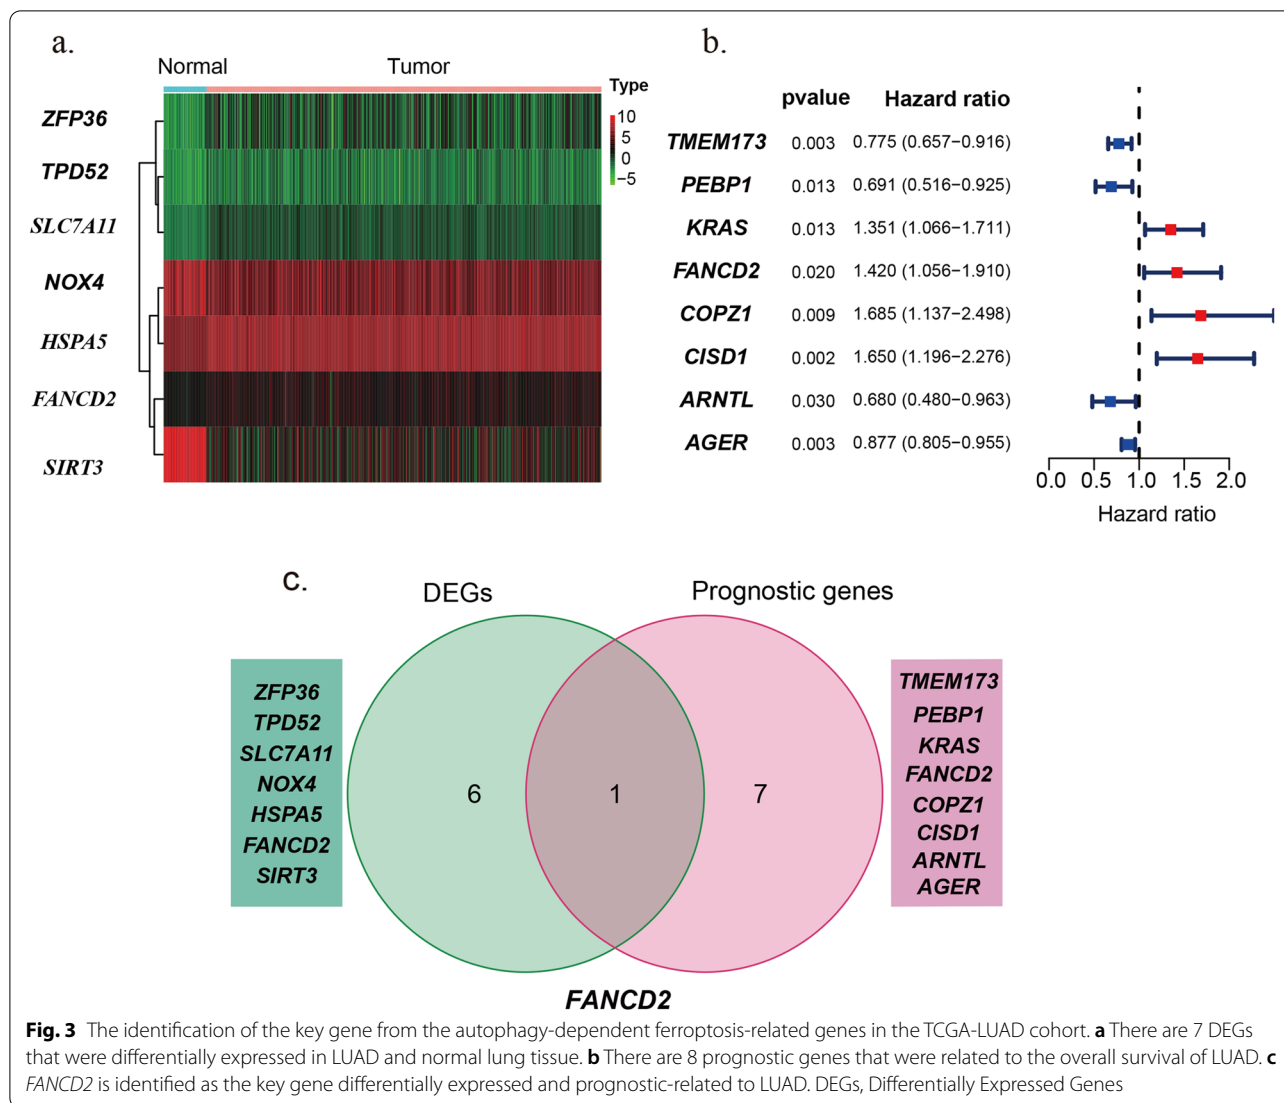 a.
Normal Tumor
Type
10
5
0
−5
ZFP36
TPD52
SLC7A11
NOX4
HSPA5
FANCD2
SIRT3
b.
pvalue Hazard ratio
TMEM173 0.003 0.775 (0.657−0.916)
PEBP1 0.013 0.691 (0.516−0.925)
KRAS 0.013 1.351 (1.066−1.711)
FANCD2 0.020 1.420 (1.056−1.910)
COPZ1 0.009 1.685 (1.137−2.498)
CISD1 0.002 1.650 (1.196−2.276)
ARNTL 0.030 0.680 (0.480−0.963)
AGER 0.003 0.877 (0.805−0.955)
0.0 0.5 1.0 1.5 2.0
Hazard ratio
c.
DEGs Prognostic genes
ZFP36
TPD52
SLC7A11
NOX4
HSPA5
FANCD2
SIRT3
6 1 7
TMEM173
PEBP1
KRAS
FANCD2
COPZ1
CISD1
ARNTL
AGER
FANCD2
Fig. 3 The identification of the key gene from the autophagy-dependent ferroptosis-related genes in the TCGA-LUAD cohort. a There are 7 DEGs
that were differentially expressed in LUAD and normal lung tissue. b There are 8 prognostic genes that were related to the overall survival of LUAD. c
FANCD2 is identified as the key gene differentially expressed and prognostic-related to LUAD. DEGs, Differentially Expressed Genes